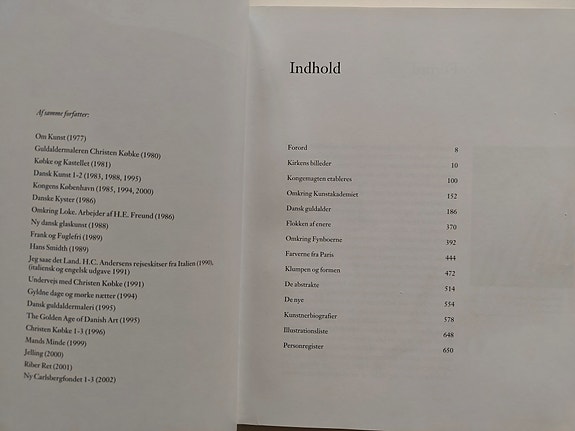 Af samme forfatter:
Om Kunst (1977)
Guldaldermaleren Christen Købke (1980)
Købke og Kastellet (1981)
Dansk Kunst 1-2 (1983, 1988, 1995)
Kongens København (1985, 1994, 2000)
Danske Kyster (1986)
Omkring Loke. Arbejder af H.E. Freund (1986)
Ny dansk glaskunst (1988)
Frank og Fuglefri (1989)
Hans Smidth (1989)
Jeg saae det Land. H.C. Andersens rejseskitser fra Italien (1990),
(italiensk og engelsk udgave 1991)
Undervejs med Christen Købke (1991)
Gyldne dage og mørke nætter (1994)
Dansk guldaldermaleri (1995)
The Golden Age of Danish Art (1995)
Christen Købke 1-3 (1996)
Mands Minde (1999)
Jelling (2000)
Riber Ret (2001)
Ny Carlsbergfondet 1-3 (2002)
Indhold
Forord 8
Kirkens billeder 10
Kongemagten etableres 100
Omkring Kunstakademiet 152
Dansk guldalder 186
Flokken af enere 370
Omkring Fynboerne 392
Farverne fra Paris 444
Klumpen og formen 472
De abstrakte 514
De nye 554
Kunstnerbiografier 578
Illustrationsliste 648
Personregister 650